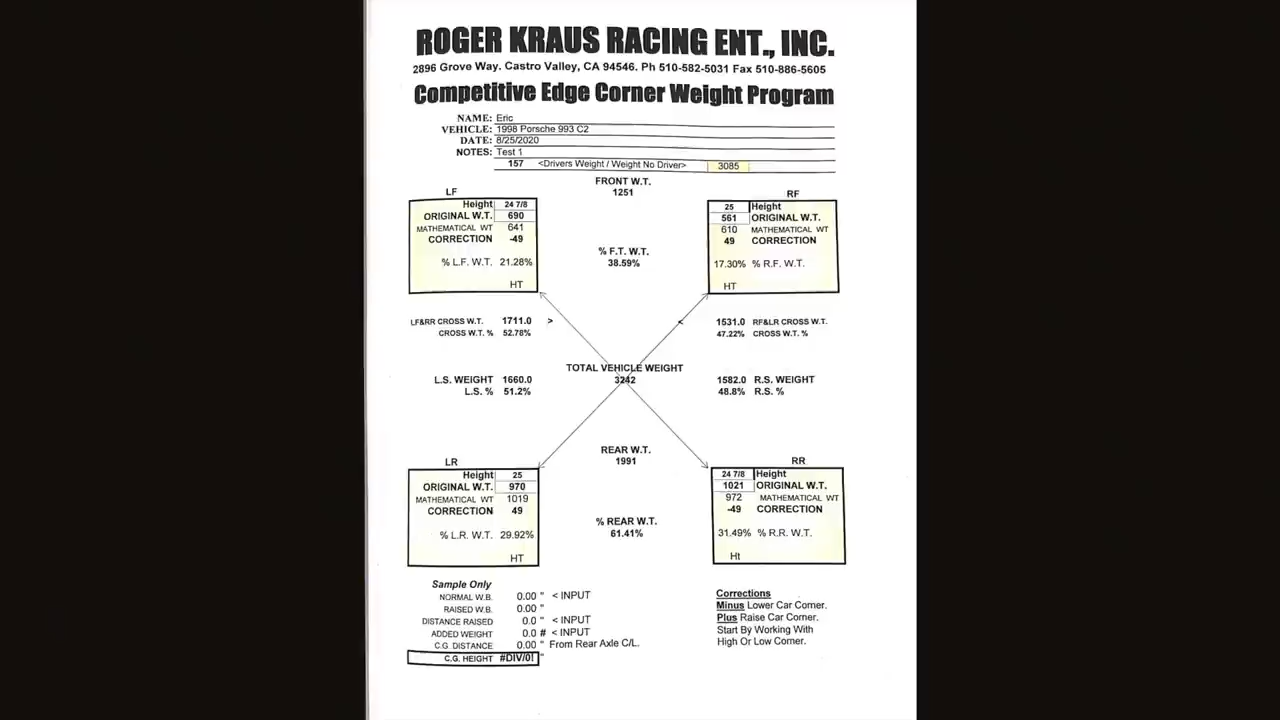 ROGER KRAUS RACING ENT., INC.
2896 Grove Way. Castro Valley, CA 94546. Ph 510-582-5031 Fax 510-886-5605
Competitive Edge Corner Weight Program
NAME: Eric
VEHICLE: 1998 Porsche 993 C2
DATE: 8/25/2020
NOTES: Test 1
157 <Drivers Weight / Weight No Driver> 3085
FRONT W.T.
1251
LF
Height 24 7/8
ORIGINAL W.T. 690
MATHEMATICAL WT 641
CORRECTION -49
% L.F. W.T. 21.28%
HT
% F.T. W.T.
38.59%
RF
25 Height
561 ORIGINAL W.T.
610 MATHEMATICAL WT
49 CORRECTION
17.30% % R.F. W.T.
HT
LF&RR CROSS W.T. 1711.0 >
CROSS W.T. % 52.78%
< 1531.0 RF&LR CROSS W.T.
47.22% CROSS W.T. %
TOTAL VEHICLE WEIGHT
3242
L.S. WEIGHT 1660.0
L.S. % 51.2%
1582.0 R.S. WEIGHT
48.8% R.S. %
REAR W.T.
1991
LR
Height 25
ORIGINAL W.T. 970
MATHEMATICAL WT 1019
CORRECTION 49
% L.R. W.T. 29.92%
HT
% REAR W.T.
61.41%
RR
24 7/8 Height
1021 ORIGINAL W.T.
972 MATHEMATICAL WT
-49 CORRECTION
31.49% % R.R. W.T.
Ht
Sample Only
NORMAL W.B. 0.00 " < INPUT
RAISED W.B. 0.00 "
DISTANCE RAISED 0.0 " < INPUT
ADDED WEIGHT 0.0 # < INPUT
C.G. DISTANCE 0.00 " From Rear Axle C/L.
C.G. HEIGHT #DIV/0! "
Corrections
Minus Lower Car Corner.
Plus Raise Car Corner.
Start By Working With
High Or Low Corner.